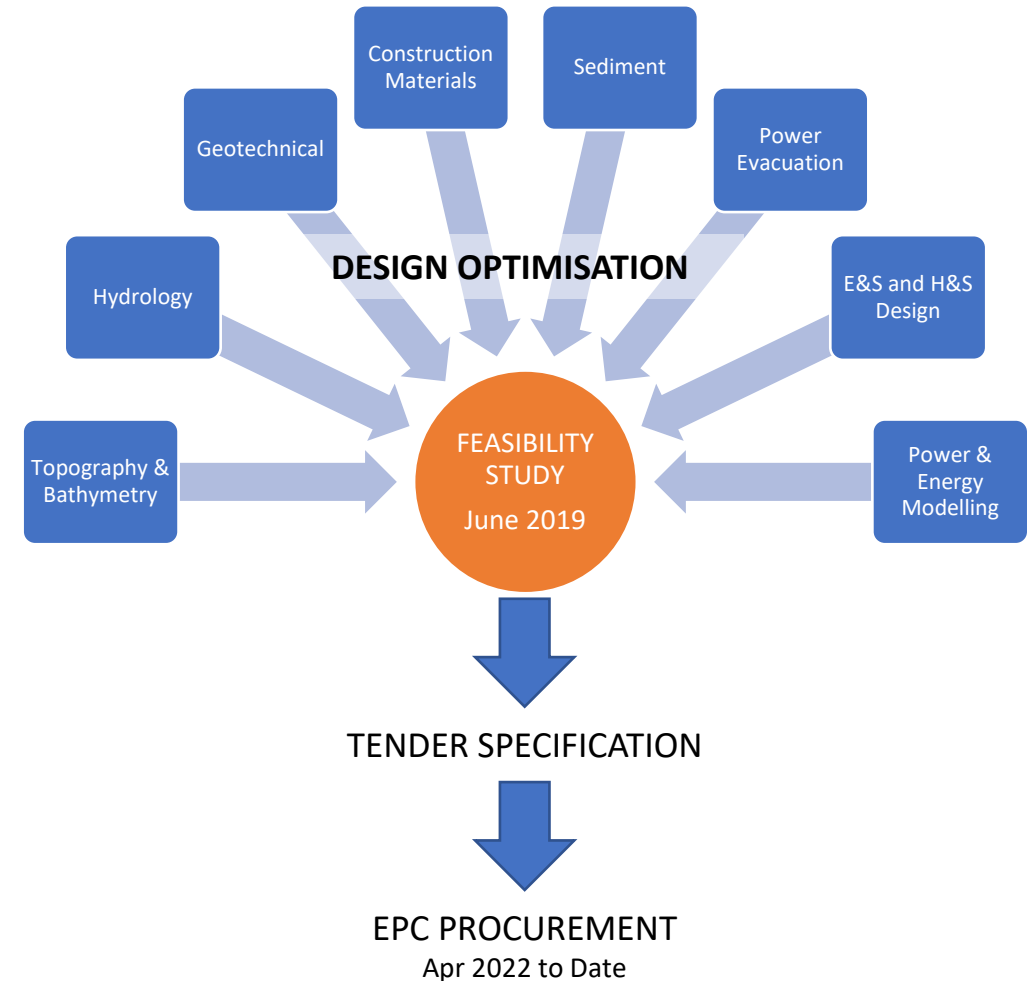 Construction
Materials
Sediment
Geotechnical
Power
Evacuation
DESIGN OPTIMISATION
Hydrology
E&S and H&S
Design
Topography &
Bathymetry
FEASIBILITY
STUDY
June 2019
Power &
Energy
Modelling
TENDER SPECIFICATION
EPC PROCUREMENT
Apr 2022 to Date